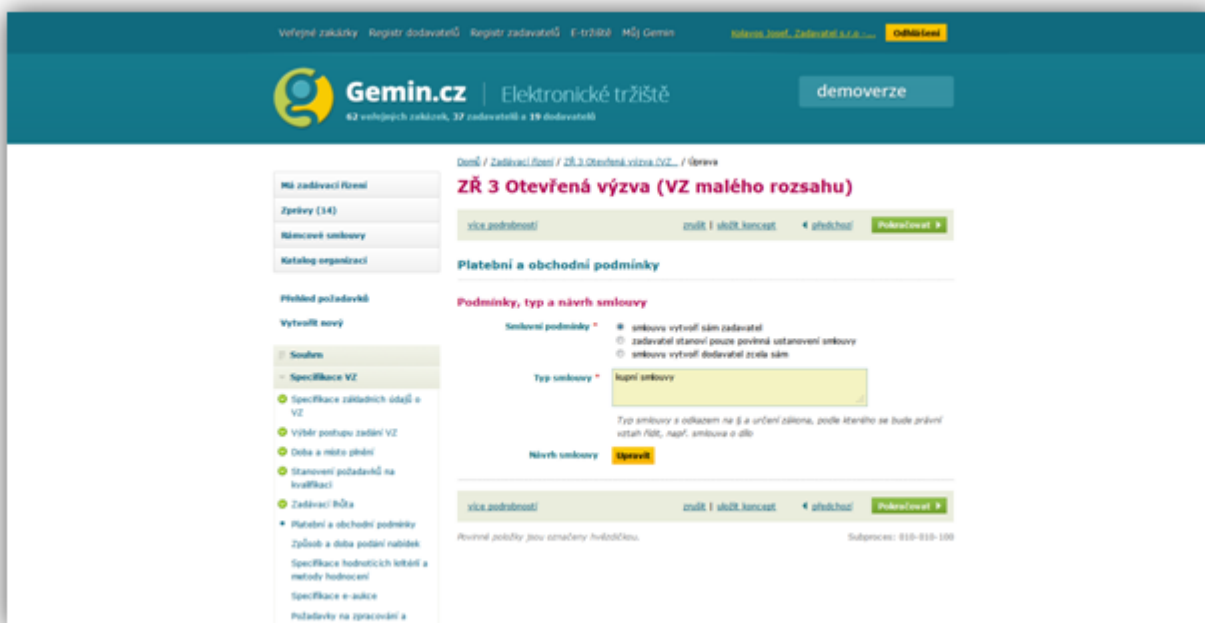 Veřejné zakázky Registr dodavatelů Registr zadavatelů E-tržiště Můj Gemin
Josef, Zadavatel s.r.o -... Odhlášení
Gemin.cz | Elektronické tržiště
demoverze
62 veřejných zakázek, 37 zadavatelů a 19 dodavatelů
Domů / Zadávací řízení / ZŘ 3 Otevřená výzva (VZ... / Úprava
ZŘ 3 Otevřená výzva (VZ malého rozsahu)
Má zadávací řízení
Zprávy (14)
Rámcové smlouvy
Katalog organizací
Přehled požadavků
Vytvořit nový
Souhrn
Specifikace VZ
Specifikace základních údajů o
VZ
Výběr postupu zadání VZ
Doba a místo plnění
Stanovení požadavků na
kvalifikaci
Zadávací lhůta
Platební a obchodní podmínky
Způsob a doba podání nabídek
Specifikace hodnotících kritérií a
metody hodnocení
Specifikace e-aukce
Požadavky na zpracování a
více podrobností zrušit | uložit koncept předchozí Pokračovat
Platební a obchodní podmínky
Podmínky, typ a návrh smlouvy
Smluvní podmínky * smlouvu vytvoří sám zadavatel
zadavatel stanoví pouze povinná ustanovení smlouvy
smlouvu vytvoří dodavatel zcela sám
Typ smlouvy * kupní smlouvy
Typ smlouvy s odkazem na § a určení zákona, podle kterého se bude právní
vztah řídit, např. smlouva o dílo
Návrh smlouvy Upravit
více podrobností zrušit | uložit koncept předchozí Pokračovat
Povinné položky jsou označeny hvězdičkou. Subproces: 010-010-100